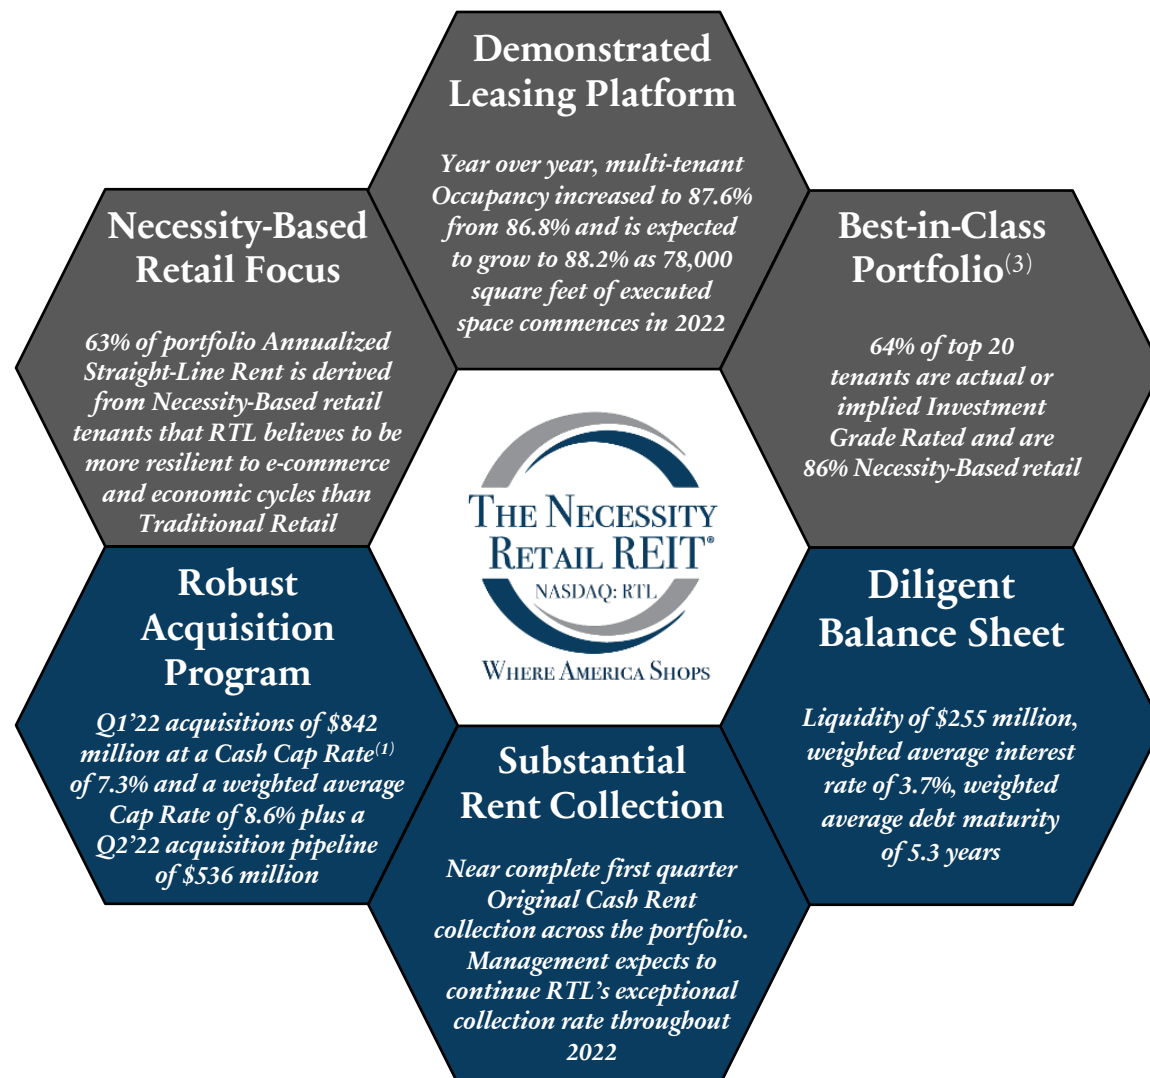 Demonstrated
Leasing Platform
Year over year, multi-tenant
Occupancy increased to 87.6%
from 86.8% and is expected
to grow to 88.2% as 78,000
square feet of executed
space commences in 2022
Necessity-Based
Retail Focus
63% of portfolio Annualized
Straight-Line Rent is derived
from Necessity-Based retail
tenants that RTL believes to be
more resilient to e-commerce
and economic cycles than
Traditional Retail
Best-in-Class
Portfolio(3)
64% of top 20
tenants are actual or
implied Investment
Grade Rated and are
86% Necessity-Based retail
THE NECESSITY
RETAIL REIT®
NASDAQ: RTL
WHERE AMERICA SHOPS
Robust
Acquisition
Program
Q1’22 acquisitions of $842
million at a Cash Cap Rate(1)
of 7.3% and a weighted average
Cap Rate of 8.6% plus a
Q2’22 acquisition pipeline
of $536 million
Substantial
Rent Collection
Near complete first quarter
Original Cash Rent
collection across the portfolio.
Management expects to
continue RTL’s exceptional
collection rate throughout
2022
Diligent
Balance Sheet
Liquidity of $255 million,
weighted average interest
rate of 3.7%, weighted
average debt maturity
of 5.3 years